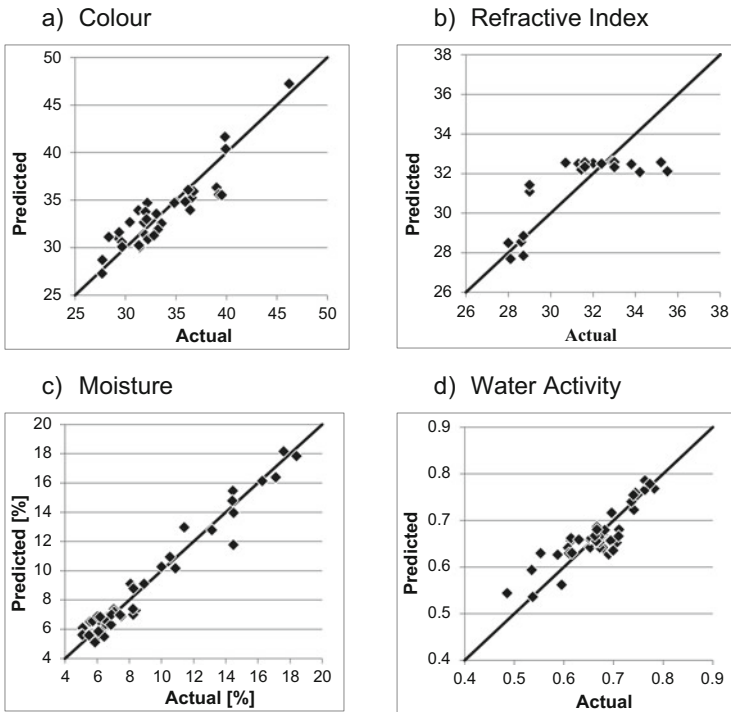 a) Colour
50
45
40
35
30
25
25 30 35 40 45 50
Predicted
Actual
b) Refractive Index
38
36
34
32
30
28
26
26 28 30 32 34 36 38
Predicted
Actual
c) Moisture
20
18
16
14
12
10
8
6
4
4 6 8 10 12 14 16 18 20
Predicted [%]
Actual [%]
d) Water Activity
0.9
0.8
0.7
0.6
0.5
0.4
0.4 0.5 0.6 0.7 0.8 0.9
Predicted
Actual